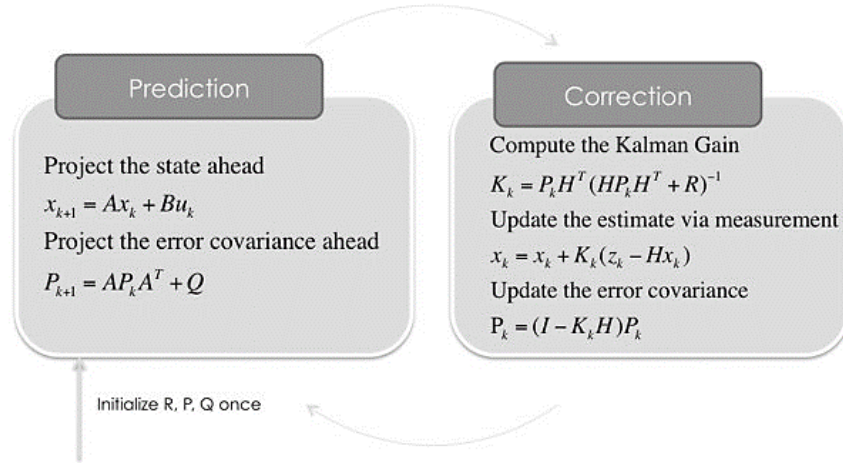 Prediction
Project the state ahead
x_{k+1} = Ax_k + Bu_k
Project the error covariance ahead
P_{k+1} = AP_kA^T + Q
Initialize R, P, Q once
Correction
Compute the Kalman Gain
K_k = P_kH^T(HP_kH^T + R)^{-1}
Update the estimate via measurement
x_k = x_k + K_k(z_k − Hx_k)
Update the error covariance
P_k = (I − K_kH)P_k